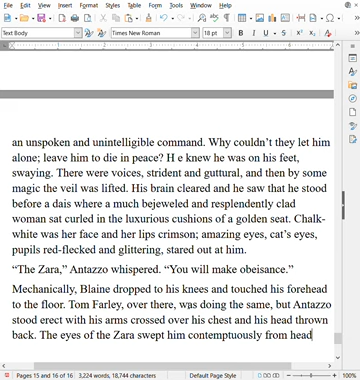 File Edit View Insert Format Styles Table Form Tools Window Help
Text Body Times New Roman 18 pt
an unspoken and unintelligible command. Why couldn’t they let him
alone; leave him to die in peace? H e knew he was on his feet,
swaying. There were voices, strident and guttural, and then by some
magic the veil was lifted. His brain cleared and he saw that he stood
before a dais where a much bejeweled and resplendently clad
woman sat curled in the luxurious cushions of a golden seat. Chalk-
white was her face and her lips crimson; amazing eyes, cat’s eyes,
pupils red-flecked and glittering, stared out at him.
“The Zara,” Antazzo whispered. “You will make obeisance.”
Mechanically, Blaine dropped to his knees and touched his forehead
to the floor. Tom Farley, over there, was doing the same, but Antazzo
stood erect with his arms crossed over his chest and his head thrown
back. The eyes of the Zara swept him contemptuously from head
Pages 15 and 16 of 16 3,224 words, 18,744 characters Default Page Style 100%